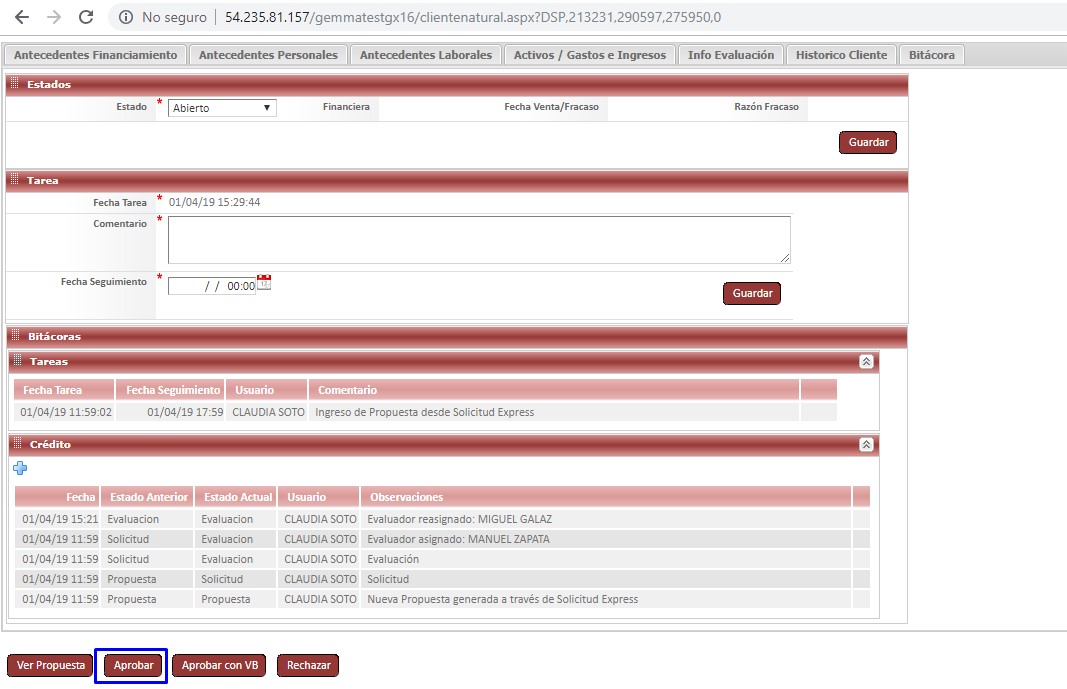 No seguro | 54.235.81.157/gemmatestgx16/clientenatural.aspx?DSP,213231,290597,275950,0
Antecedentes Financiamiento Antecedentes Personales Antecedentes Laborales Activos / Gastos e Ingresos Info Evaluación Historico Cliente Bitácora
Estados
Estado * Abierto Financiera Fecha Venta/Fracaso Razón Fracaso
Guardar
Tarea
Fecha Tarea * 01/04/19 15:29:44
Comentario *
Fecha Seguimiento * / / 00:00
Guardar
Bitácoras
Tareas
Fecha Tarea Fecha Seguimiento Usuario Comentario
01/04/19 11:59:02 01/04/19 17:59 CLAUDIA SOTO Ingreso de Propuesta desde Solicitud Express
Crédito
Fecha Estado Anterior Estado Actual Usuario Observaciones
01/04/19 15:21 Evaluacion Evaluacion CLAUDIA SOTO Evaluador reasignado: MIGUEL GALAZ
01/04/19 11:59 Solicitud Evaluacion CLAUDIA SOTO Evaluador asignado: MANUEL ZAPATA
01/04/19 11:59 Solicitud Evaluacion CLAUDIA SOTO Evaluación
01/04/19 11:59 Propuesta Solicitud CLAUDIA SOTO Solicitud
01/04/19 11:59 Propuesta Propuesta CLAUDIA SOTO Nueva Propuesta generada a través de Solicitud Express
Ver Propuesta Aprobar Aprobar con VB Rechazar